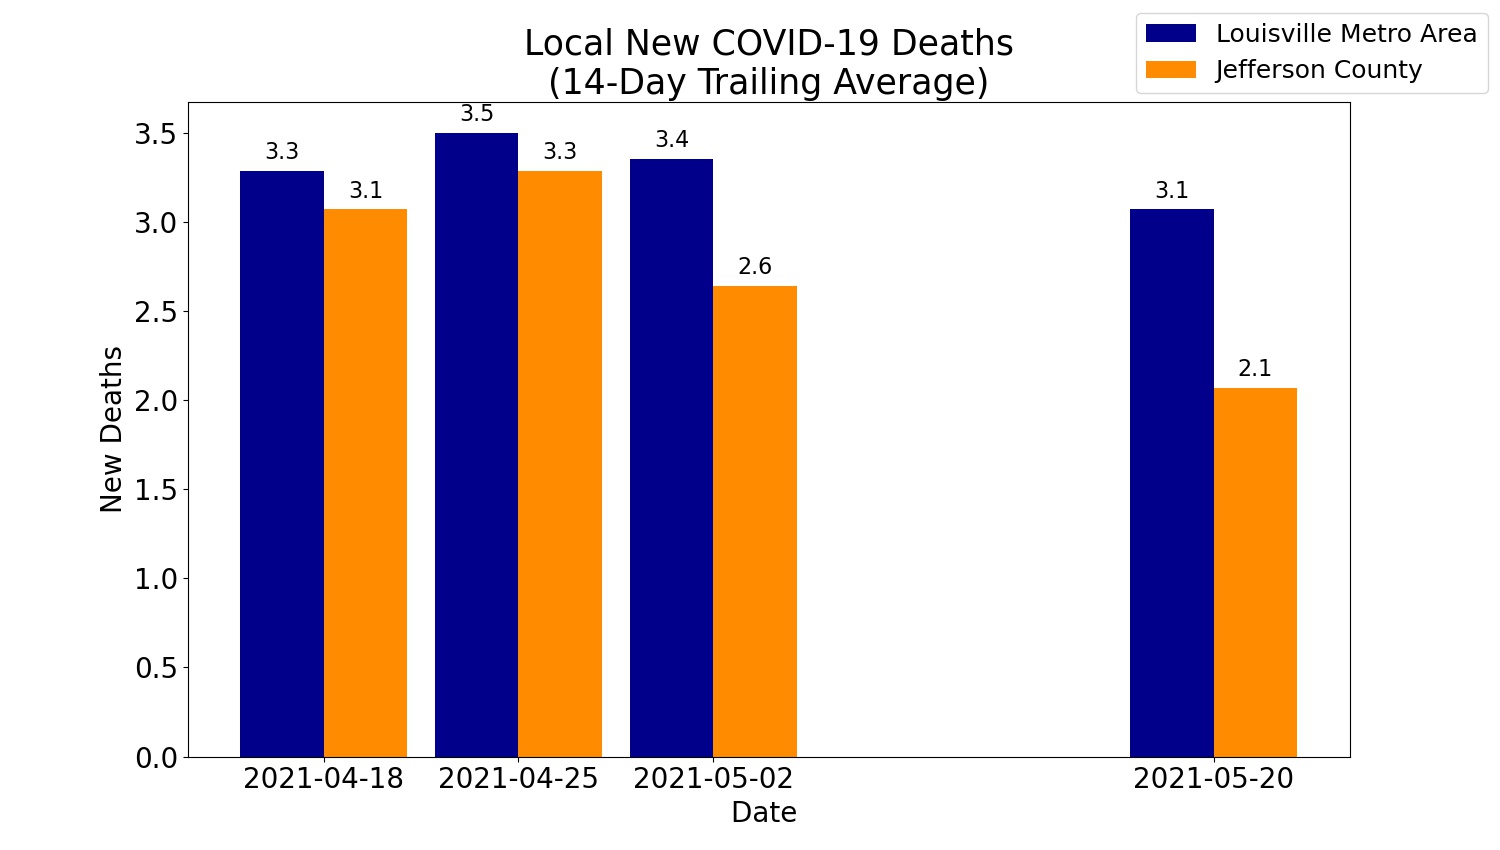 Local New COVID-19 Deaths
(14-Day Trailing Average)
Louisville Metro Area
Jefferson County
New Deaths
3.5
3.0
2.5
2.0
1.5
1.0
0.5
0.0
3.3
3.1
3.5
3.3
3.4
2.6
3.1
2.1
2021-04-18 2021-04-25 2021-05-02 2021-05-20
Date